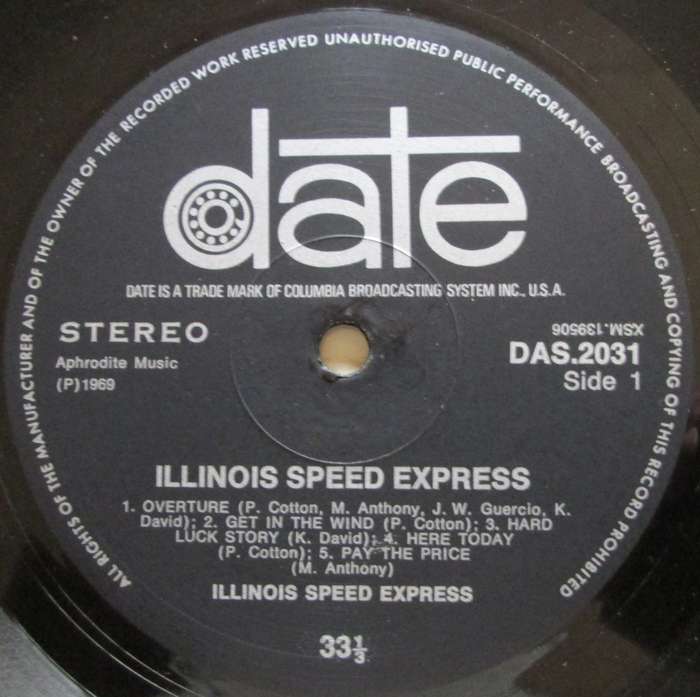 ALL RIGHTS OF THE MANUFACTURER AND OF THE OWNER OF THE RECORDED WORK RESERVED UNAUTHORISED PUBLIC PERFORMANCE BROADCASTING AND COPYING OF THIS RECORD PROHIBITED
date
DATE IS A TRADE MARK OF COLUMBIA BROADCASTING SYSTEM INC., U.S.A.
STEREO
Aphrodite Music
(P)1969
XSM.139506
DAS.2031
Side 1
ILLINOIS SPEED EXPRESS
1. OVERTURE (P. Cotton, M. Anthony, J. W. Guercio, K.
David); 2. GET IN THE WIND (P. Cotton); 3. HARD
LUCK STORY (K. David); 4. HERE TODAY
(P. Cotton); 5. PAY THE PRICE
(M. Anthony)
ILLINOIS SPEED EXPRESS
33⅓